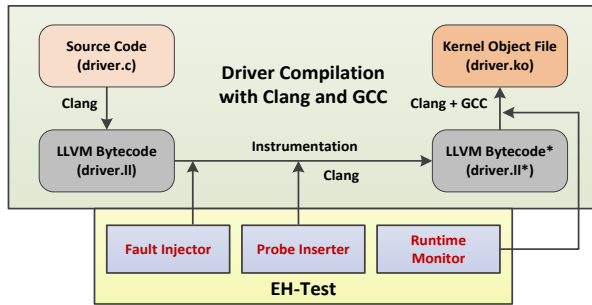 Source Code
(driver.c)
Kernel Object File
(driver.ko)
Driver Compilation
with Clang and GCC
Clang
Clang + GCC
LLVM Bytecode
(driver.ll)
Instrumentation
Clang
LLVM Bytecode*
(driver.ll*)
Fault Injector
Probe Inserter
Runtime
Monitor
EH-Test